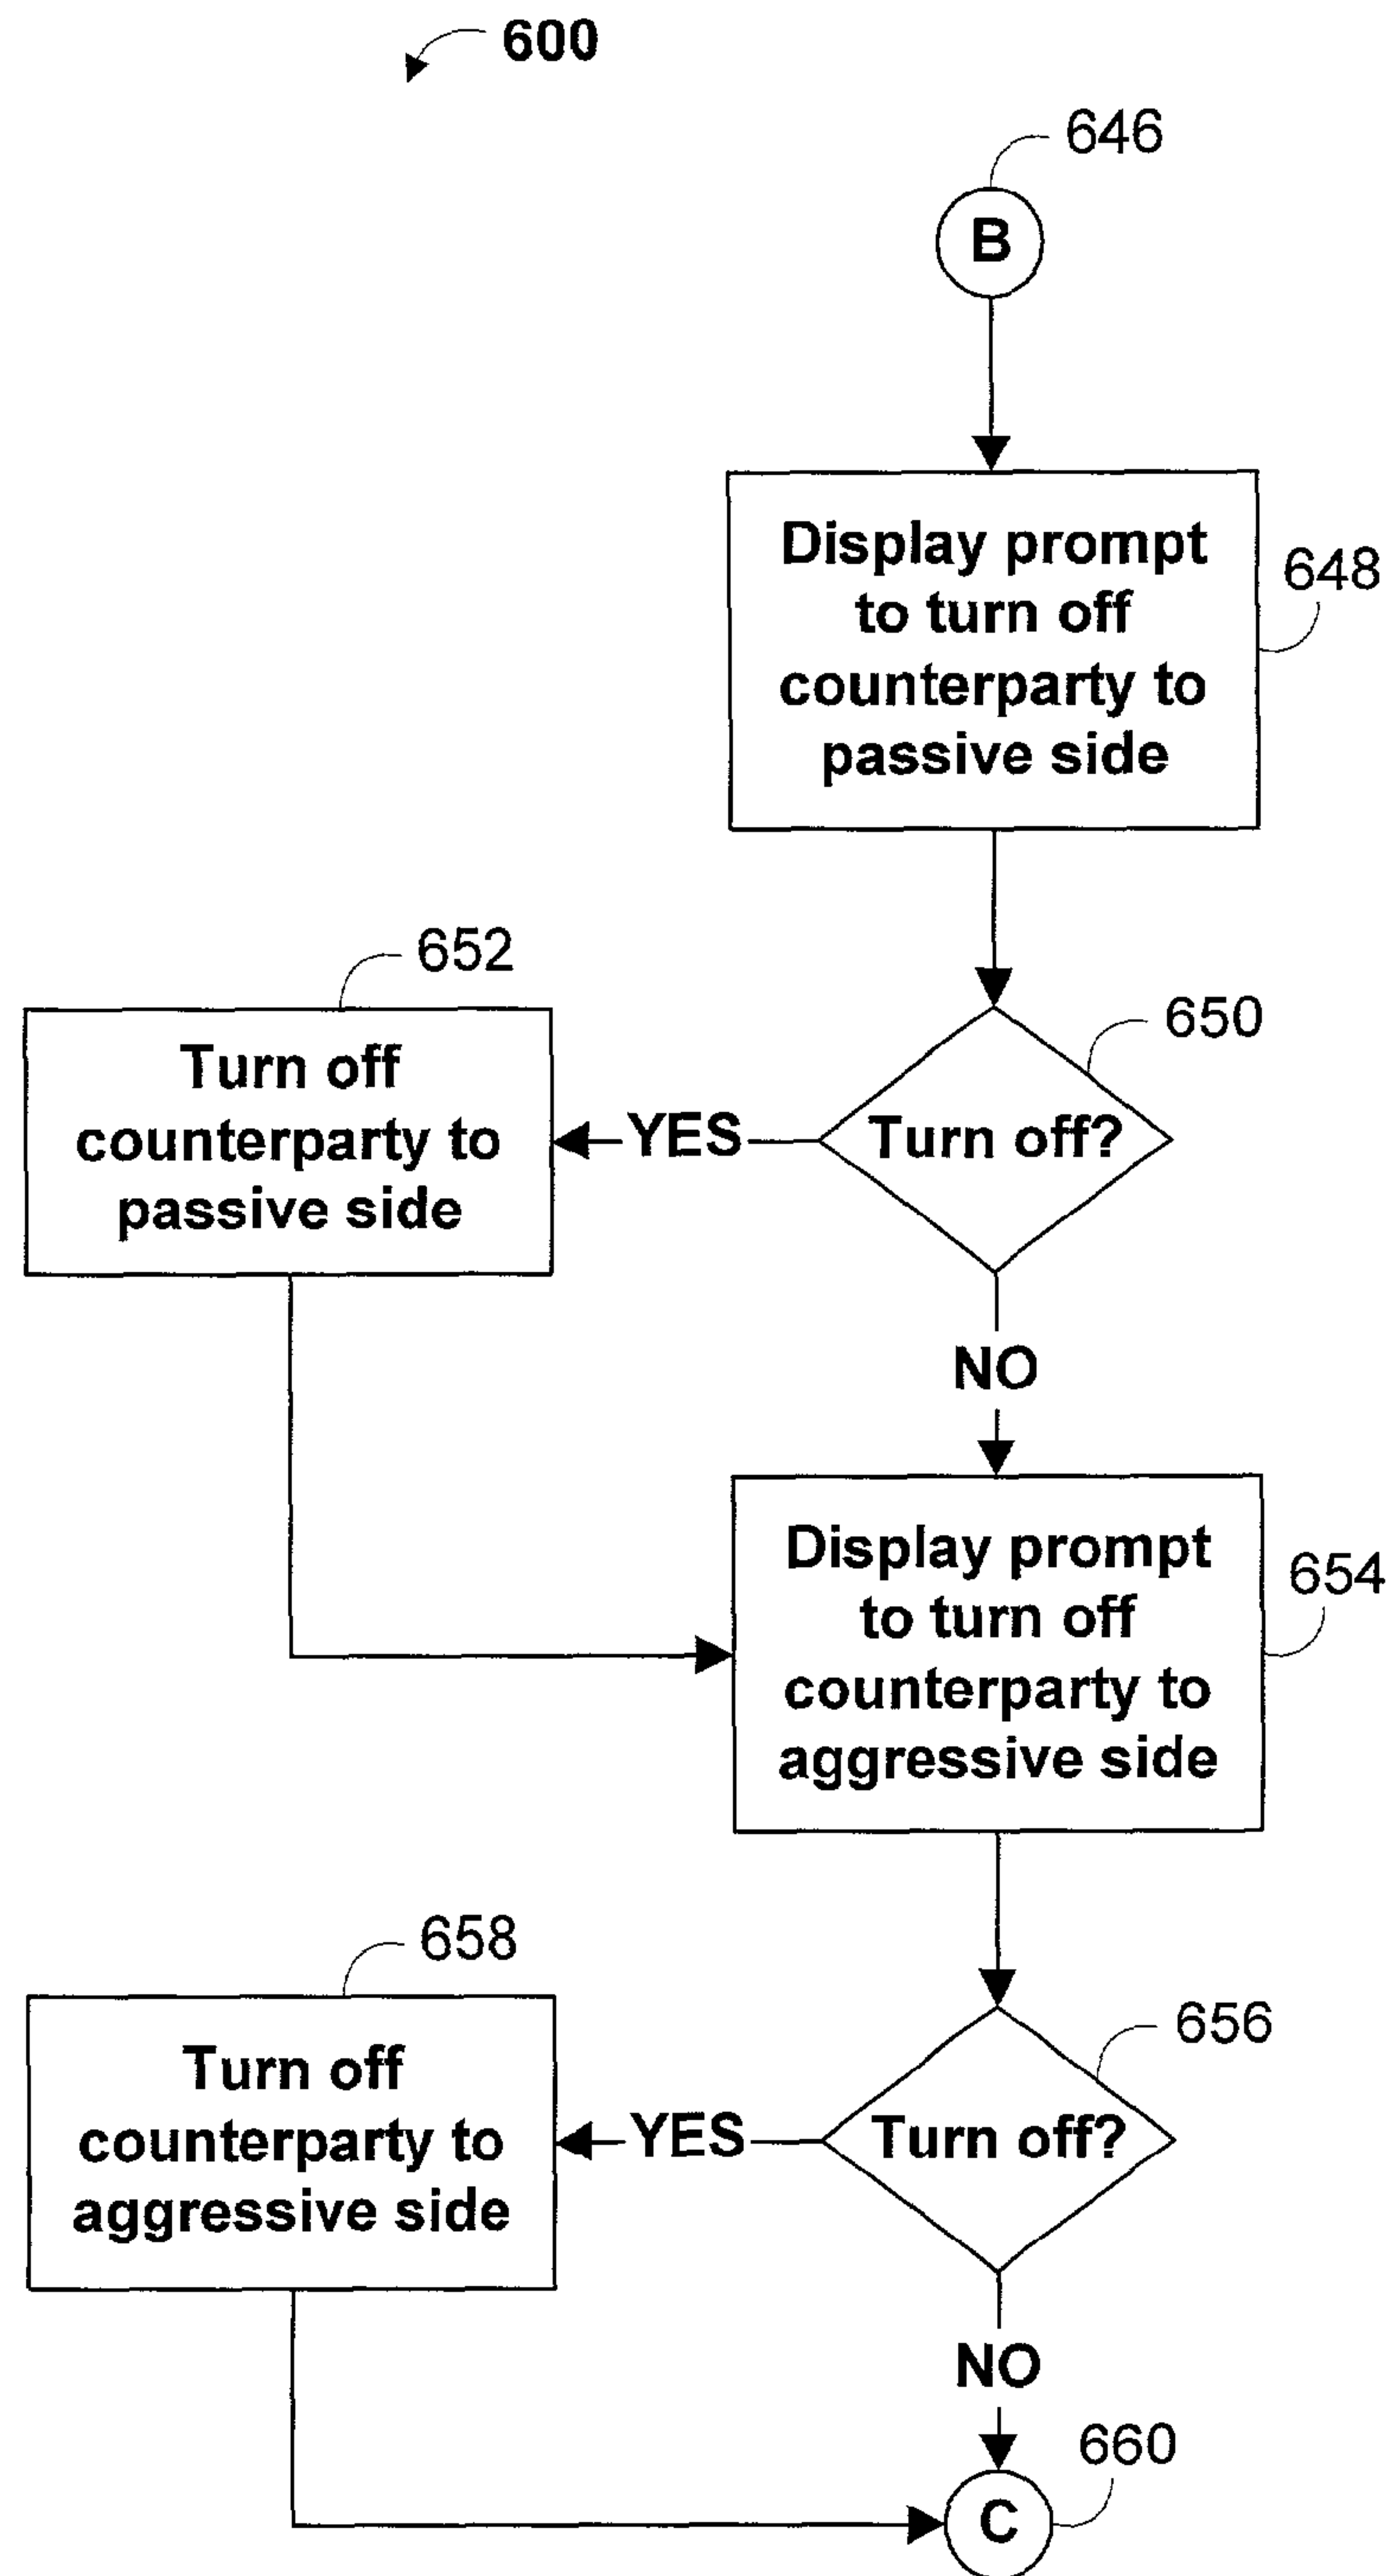 600
646
B
Display prompt
to turn off
counterparty to
passive side
648
652
Turn off
counterparty to
passive side
650
YES
Turn off?
NO
Display prompt
to turn off
counterparty to
aggressive side
654
658
Turn off
counterparty to
aggressive side
656
YES
Turn off?
NO
660
C